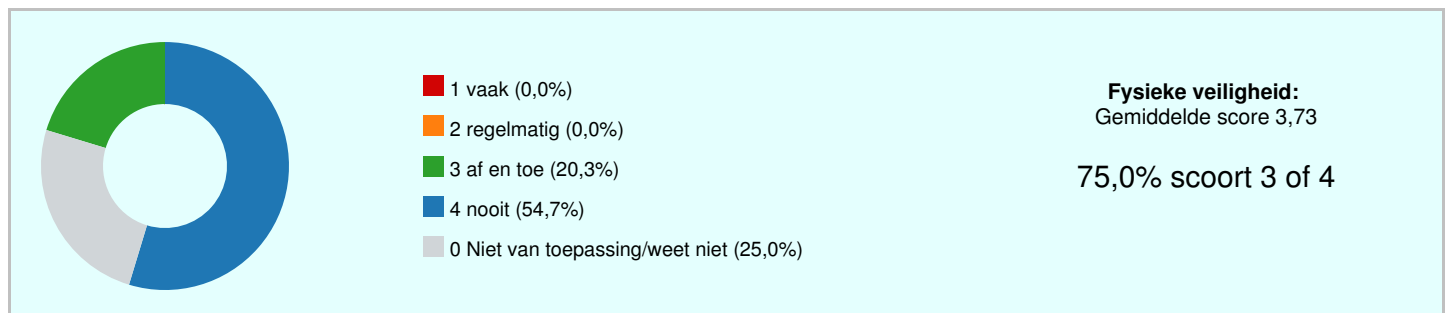 1 vaak (0,0%)
2 regelmatig (0,0%)
3 af en toe (20,3%)
4 nooit (54,7%)
0 Niet van toepassing/weet niet (25,0%)
Fysieke veiligheid:
Gemiddelde score 3,73
75,0% scoort 3 of 4